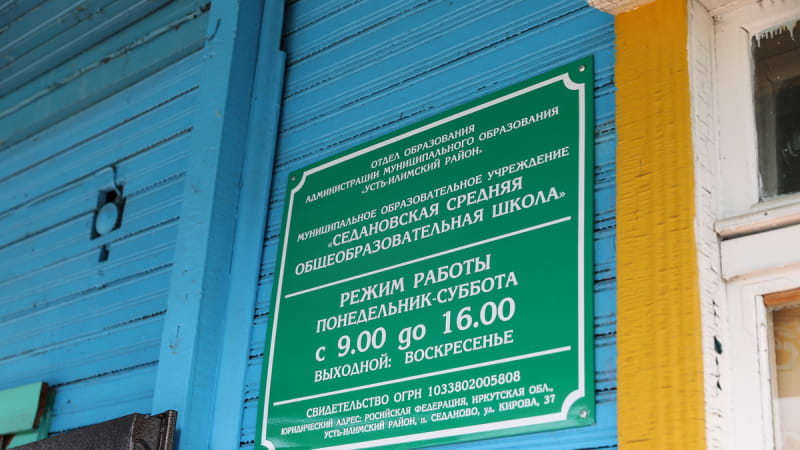 ОТДЕЛ ОБРАЗОВАНИЯ
АДМИНИСТРАЦИИ МУНИЦИПАЛЬНОГО ОБРАЗОВАНИЯ
"УСТЬ-ИЛИМСКИЙ РАЙОН.
МУНИЦИПАЛЬНОЕ ОБРАЗОВАТЕЛЬНОЕ УЧРЕЖДЕНИЕ
«СЕДАНОВСКАЯ СРЕДНЯЯ
ОБЩЕОБРАЗОВАТЕЛЬНАЯ ШКОЛА»
РЕЖИМ РАБОТЫ
ПОНЕДЕЛЬНИК-СУББОТА
с 9.00 до 16.00
ВЫХОДНОЙ: ВОСКРЕСЕНЬЕ
СВИДЕТЕЛЬСТВО ОГРН 1033802005808
ЮРИДИЧЕСКИЙ АДРЕС: РОСИЙСКАЯ ФЕДЕРАЦИЯ, ИРКУТСКАЯ ОБЛ.,
УСТЬ-ИЛИМСКИЙ РАЙОН, п. СЕДАНОВО, ул. КИРОВА, 37